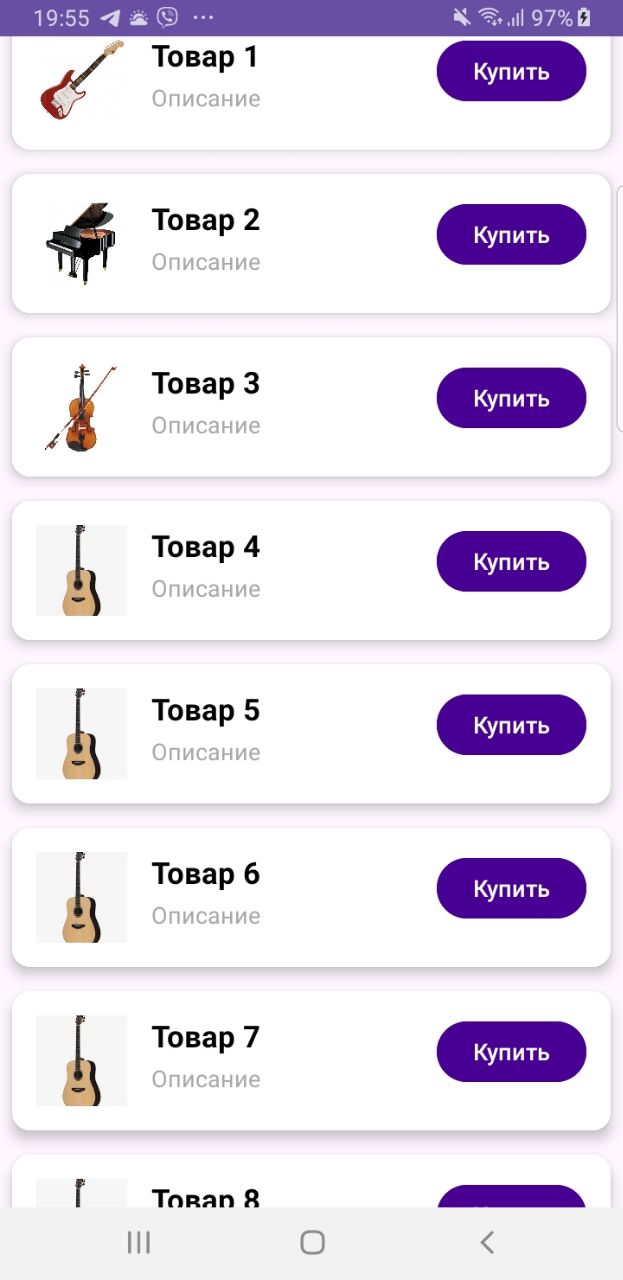 19:55
97%
Товар 1
Описание
Купить
Товар 2
Описание
Купить
Товар 3
Описание
Купить
Товар 4
Описание
Купить
Товар 5
Описание
Купить
Товар 6
Описание
Купить
Товар 7
Описание
Купить
Товар 8